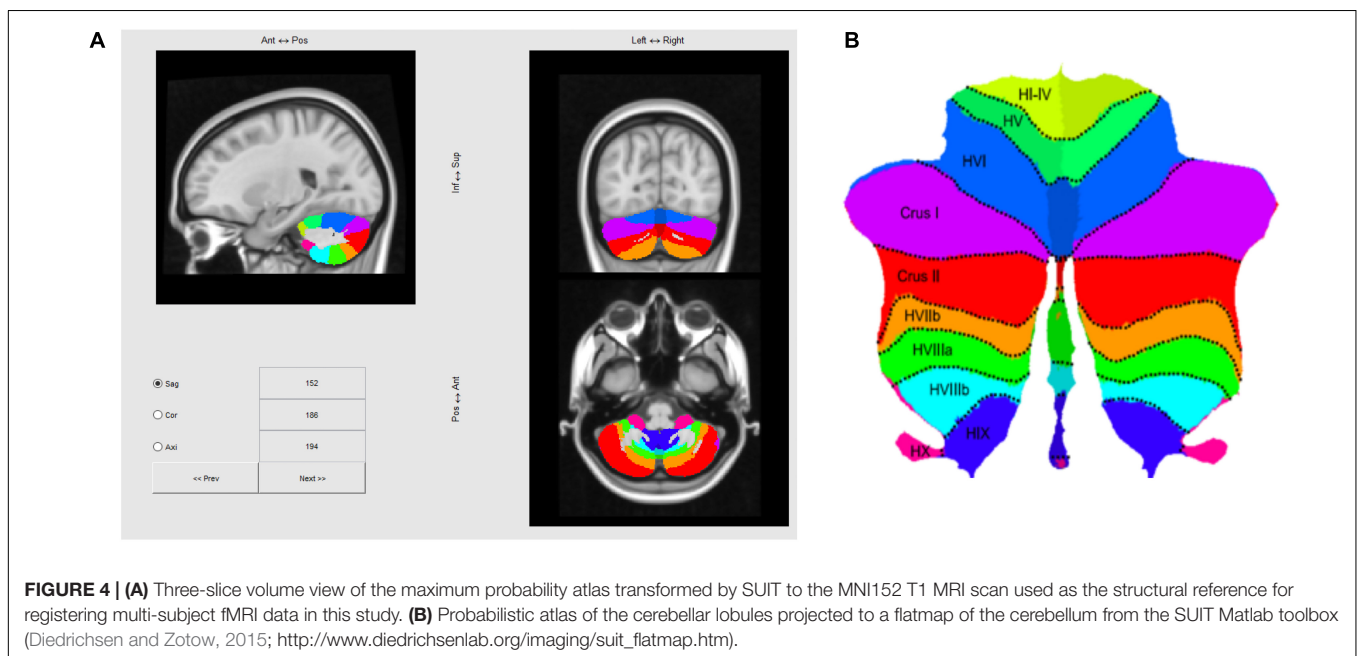 A
Ant ↔ Pos
Left ↔ Right
Inf ↔ Sup
Pos ↔ Ant
Sag
152
Cor
186
Axi
194
<< Prev
Next >>
B
HI-IV
HV
HVI
Crus I
Crus II
HVIIb
HVIIIa
HVIIIb
HIX
HX
FIGURE 4 | (A) Three-slice volume view of the maximum probability atlas transformed by SUIT to the MNI152 T1 MRI scan used as the structural reference for
registering multi-subject fMRI data in this study. (B) Probabilistic atlas of the cerebellar lobules projected to a flatmap of the cerebellum from the SUIT Matlab toolbox
(Diedrichsen and Zotow, 2015; http://www.diedrichsenlab.org/imaging/suit_flatmap.htm).